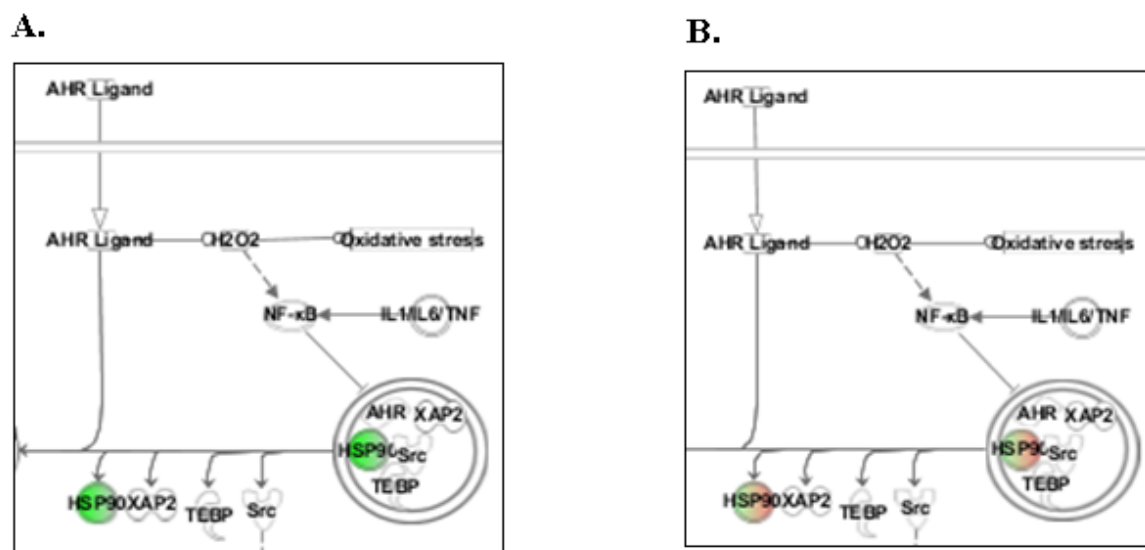 A.
AHR Ligand
AHR Ligand
H2O2
Oxidative stress
NF-κB
IL1/IL6/TNF
AHR
XAP2
HSP90
Src
TEBP
HSP90
XAP2
TEBP
Src
B.
AHR Ligand
AHR Ligand
H2O2
Oxidative stress
NF-κB
IL1/IL6/TNF
AHR
XAP2
HSP90
Src
TEBP
HSP90
XAP2
TEBP
Src